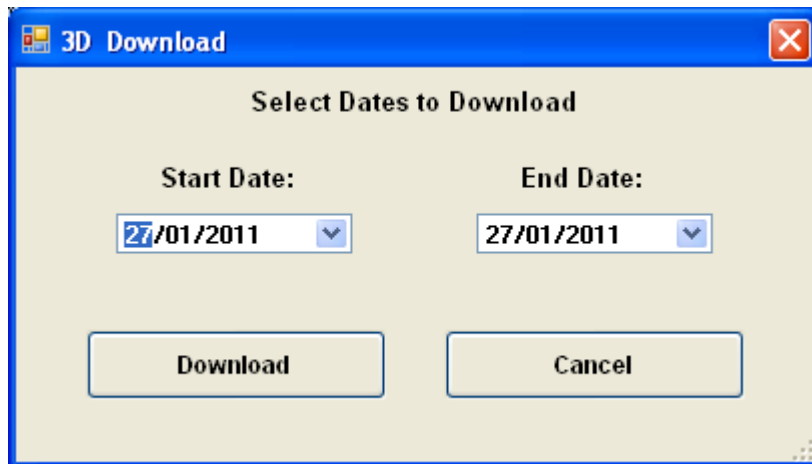 3D Download
Select Dates to Download
Start Date: End Date:
27/01/2011 27/01/2011
Download Cancel